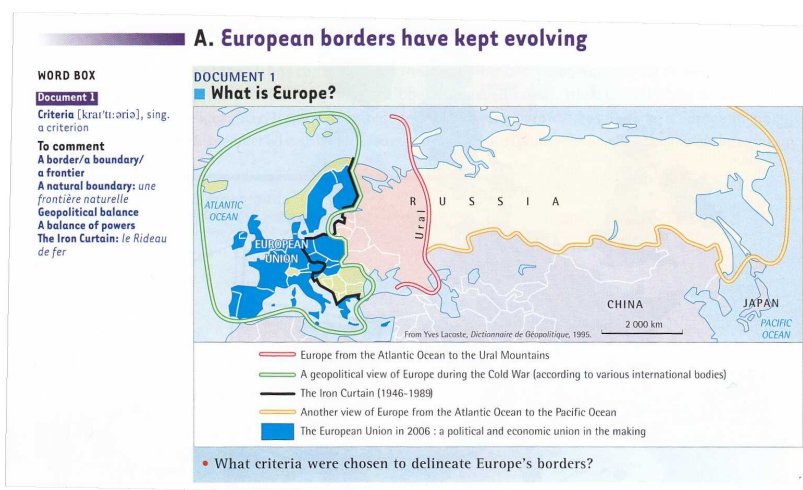 A. European borders have kept evolving
WORD BOX
Document 1
Criteria [kraɪ'tɪːərɪə], sing.
a criterion
To comment
A border/a boundary/
a frontier
A natural boundary: une
frontière naturelle
Geopolitical balance
A balance of powers
The Iron Curtain: le Rideau
de fer
DOCUMENT 1
What is Europe?
ATLANTIC
OCEAN
EUROPEAN
UNION
Ural
RUSSIA
CHINA
JAPAN
PACIFIC
OCEAN
2 000 km
From Yves Lacoste, Dictionnaire de Géopolitique, 1995.
Europe from the Atlantic Ocean to the Ural Mountains
A geopolitical view of Europe during the Cold War (according to various international bodies)
The Iron Curtain (1946-1989)
Another view of Europe from the Atlantic Ocean to the Pacific Ocean
The European Union in 2006 : a political and economic union in the making
• What criteria were chosen to delineate Europe's borders?